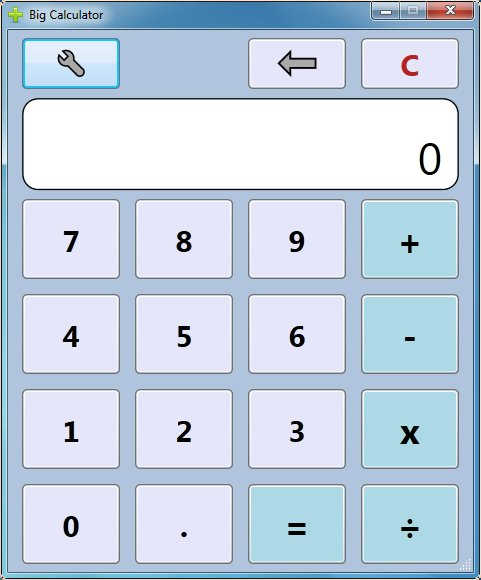 Big Calculator
C
0
7 8 9 +
4 5 6 -
1 2 3 x
0 . = ÷